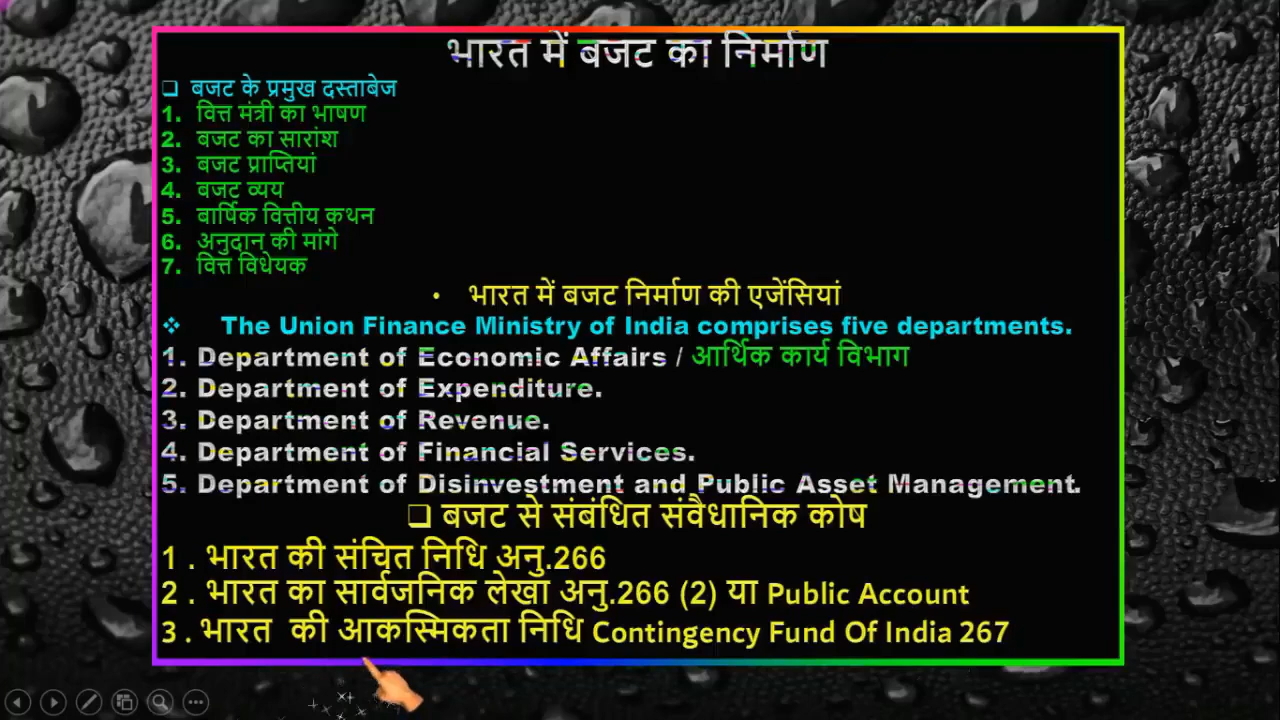 भारत में बजट का निर्माण
❑ बजट के प्रमुख दस्ताबेज
1. वित्त मंत्री का भाषण
2. बजट का सारांश
3. बजट प्राप्तियां
4. बजट व्यय
5. वार्षिक वित्तीय कथन
6. अनुदान की मांगे
7. वित्त विधेयक
• भारत में बजट निर्माण की एजेंसियां
❖ The Union Finance Ministry of India comprises five departments.
1. Department of Economic Affairs / आर्थिक कार्य विभाग
2. Department of Expenditure.
3. Department of Revenue.
4. Department of Financial Services.
5. Department of Disinvestment and Public Asset Management.
❑ बजट से संबंधित संवैधानिक कोष
1 . भारत की संचित निधि अनु.266
2 . भारत का सार्वजनिक लेखा अनु.266 (2) या Public Account
3 . भारत की आकस्मिकता निधि Contingency Fund Of India 267